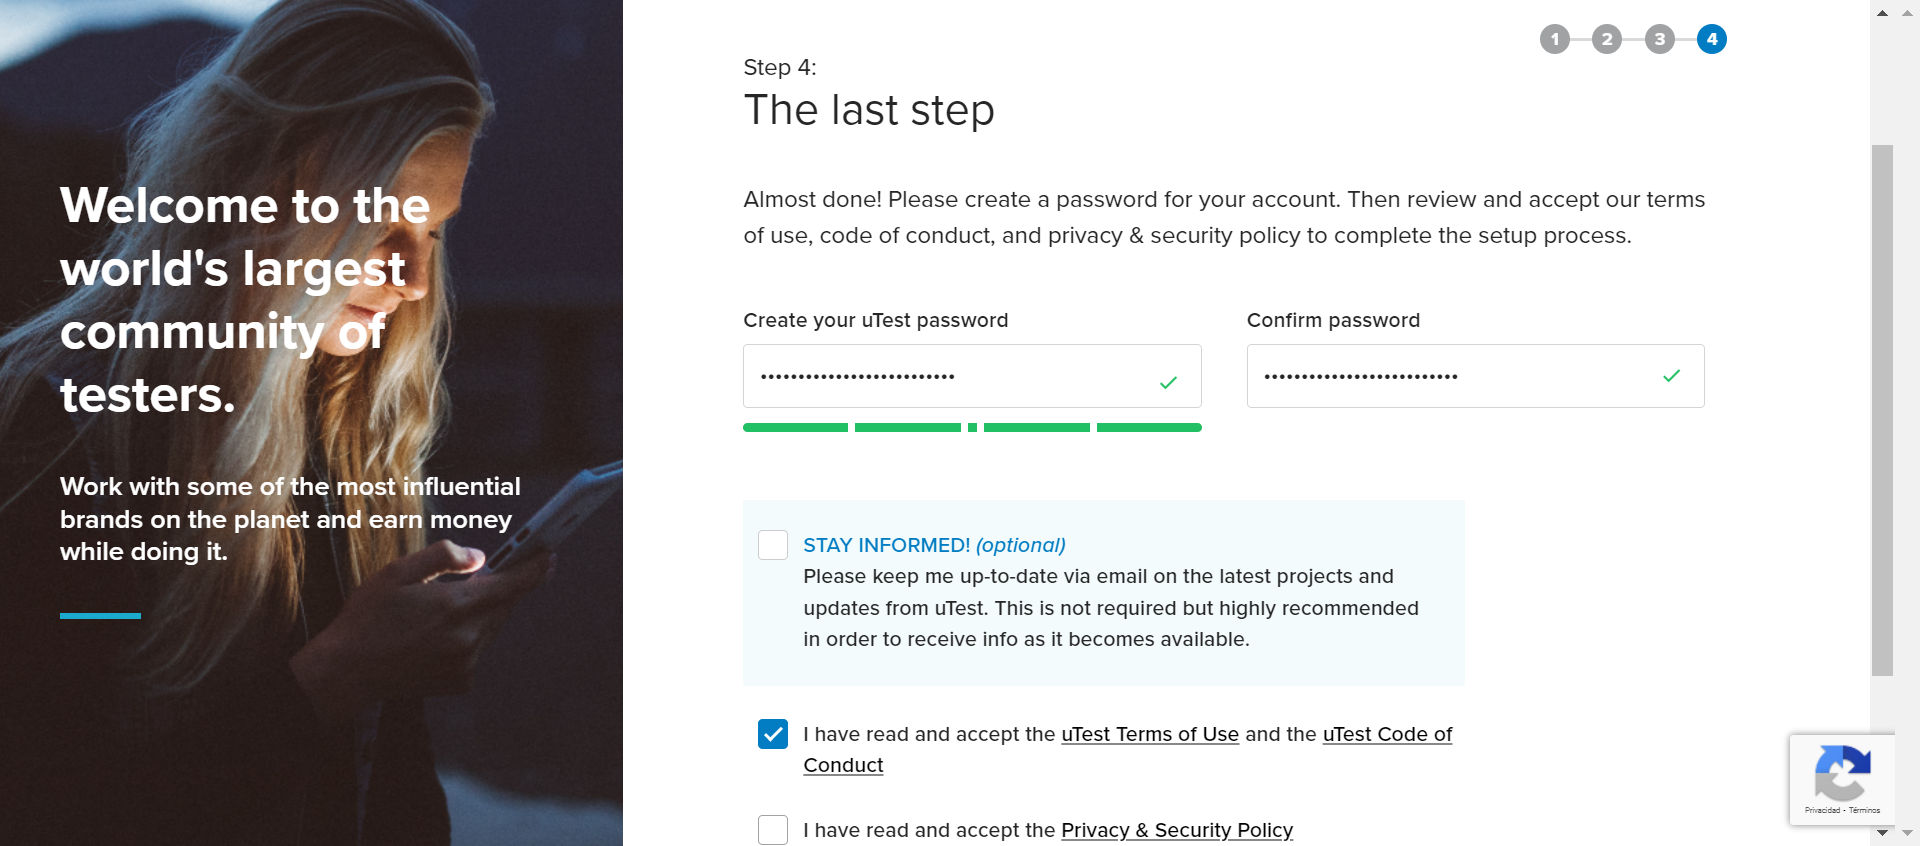 Welcome to the
world's largest
community of
testers.
Work with some of the most influential
brands on the planet and earn money
while doing it.
1 2 3 4
Step 4:
The last step
Almost done! Please create a password for your account. Then review and accept our terms
of use, code of conduct, and privacy & security policy to complete the setup process.
Create your uTest password
Confirm password
STAY INFORMED! (optional)
Please keep me up-to-date via email on the latest projects and
updates from uTest. This is not required but highly recommended
in order to receive info as it becomes available.
I have read and accept the uTest Terms of Use and the uTest Code of
Conduct
I have read and accept the Privacy & Security Policy
Privacidad - Términos